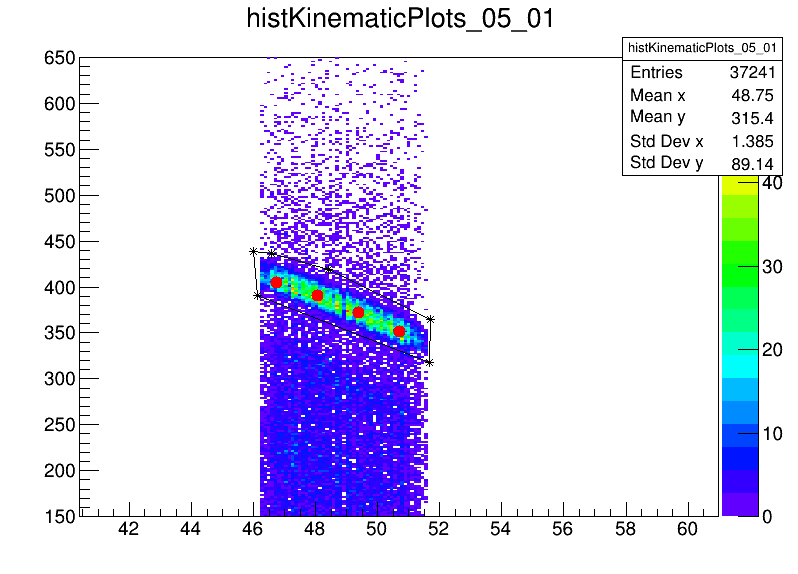 histKinematicPlots_05_01
histKinematicPlots_05_01
Entries 37241
Mean x 48.75
Mean y 315.4
Std Dev x 1.385
Std Dev y 89.14
650
600
550
500
450
400
350
300
250
200
150
42 44 46 48 50 52 54 56 58 60
40
30
20
10
0